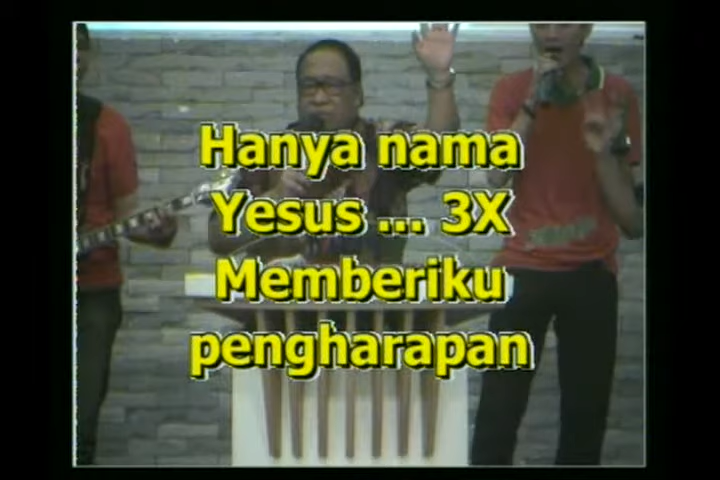 Hanya nama
Yesus ... 3X
Memberiku
pengharapan